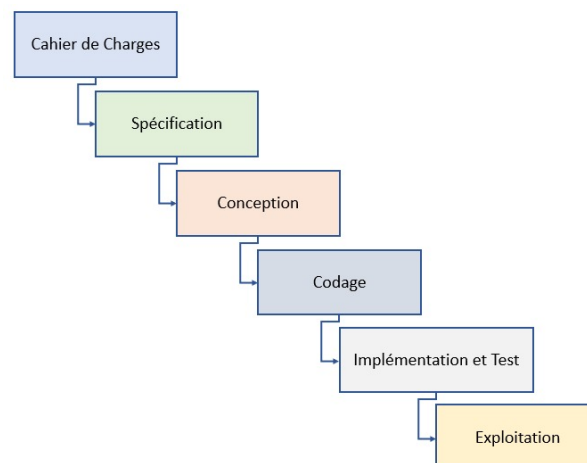 Cahier de Charges
Spécification
Conception
Codage
Implémentation et Test
Exploitation